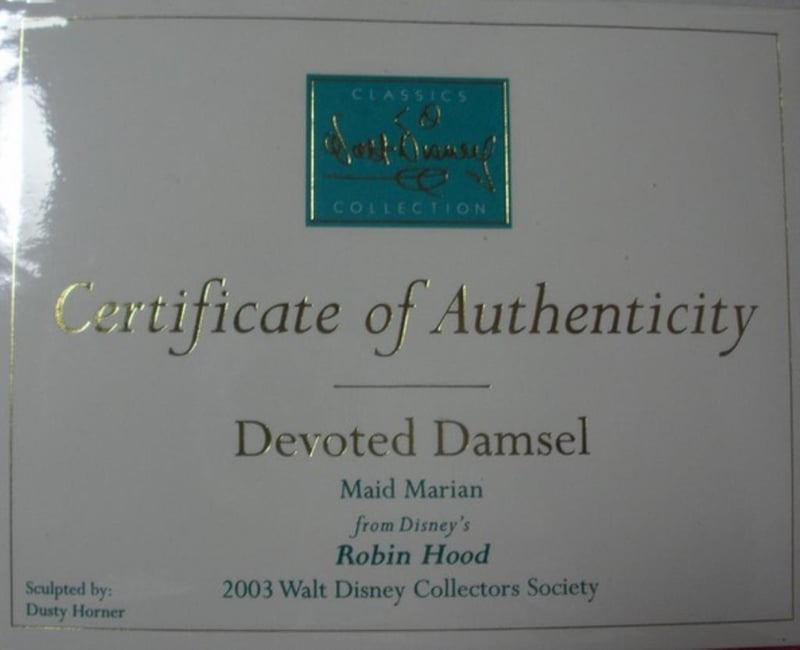 CLASSICS
Walt Disney
COLLECTION
Certificate of Authenticity
Devoted Damsel
Maid Marian
from Disney's
Robin Hood
2003 Walt Disney Collectors Society
Sculpted by:
Dusty Horner